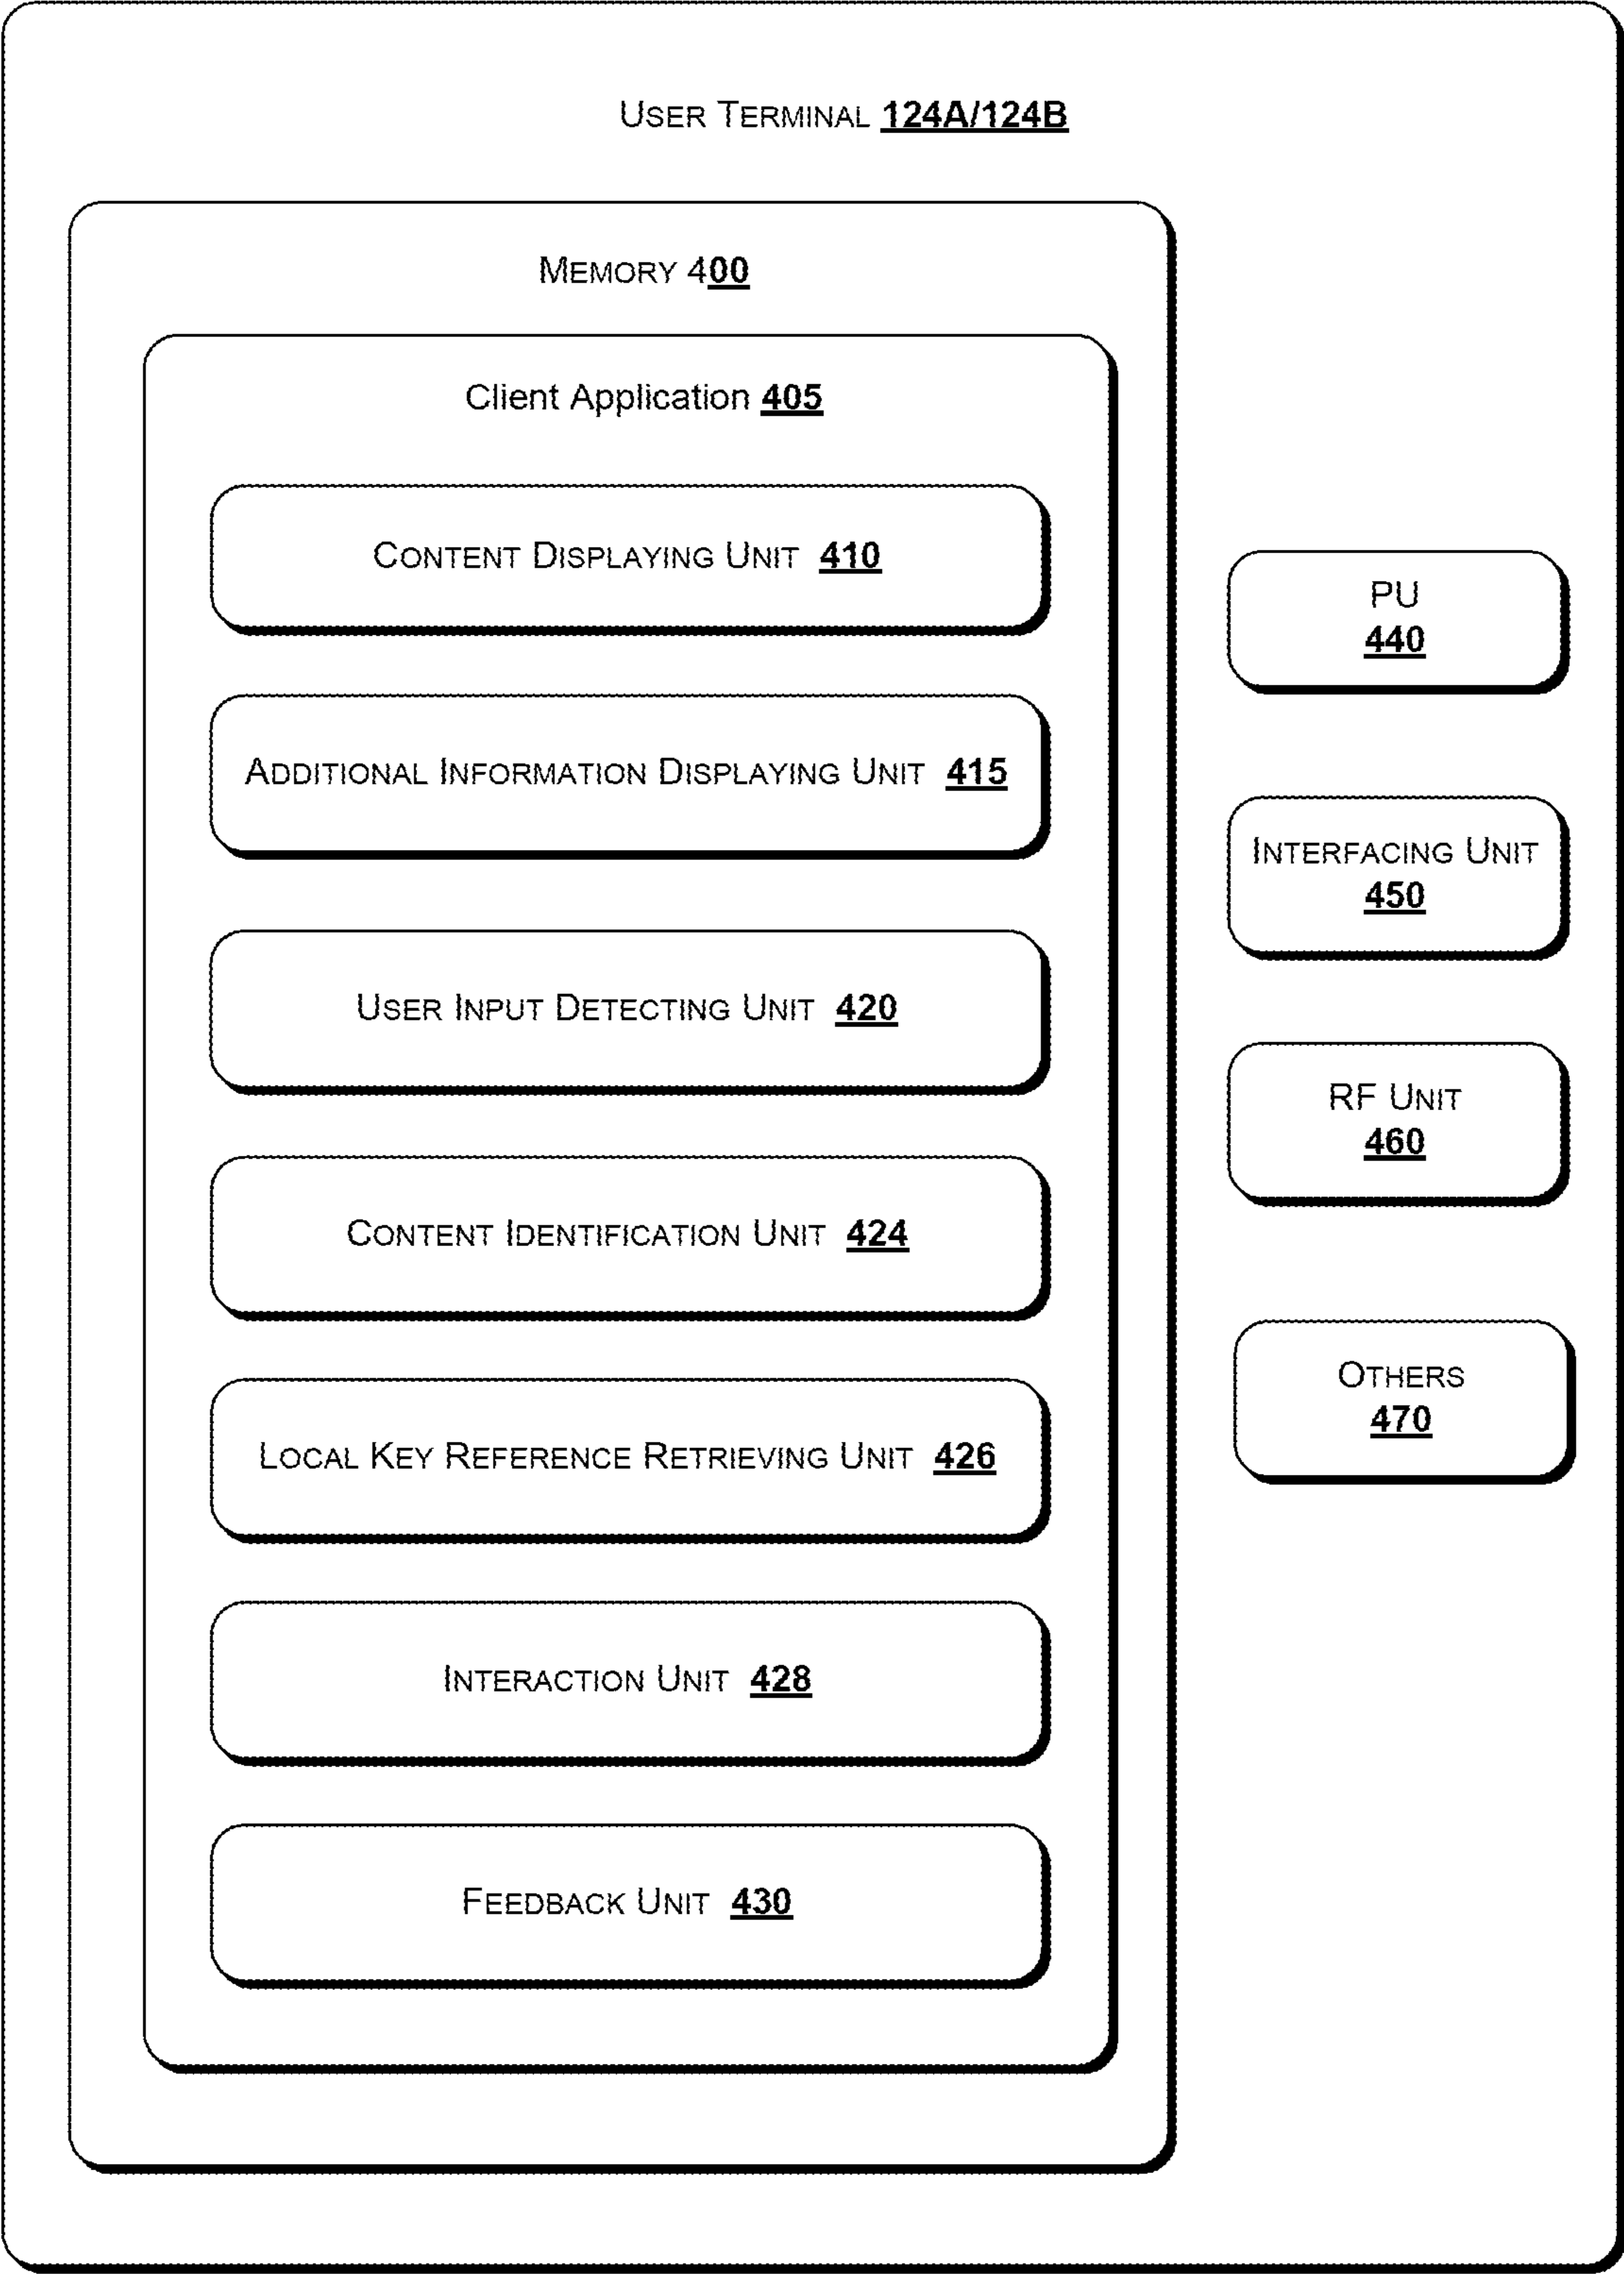 User Terminal 124A/124B
Memory 400
Client Application 405
Content Displaying Unit 410
Additional Information Displaying Unit 415
User Input Detecting Unit 420
Content Identification Unit 424
Local Key Reference Retrieving Unit 426
Interaction Unit 428
Feedback Unit 430
PU
440
Interfacing Unit
450
RF Unit
460
Others
470